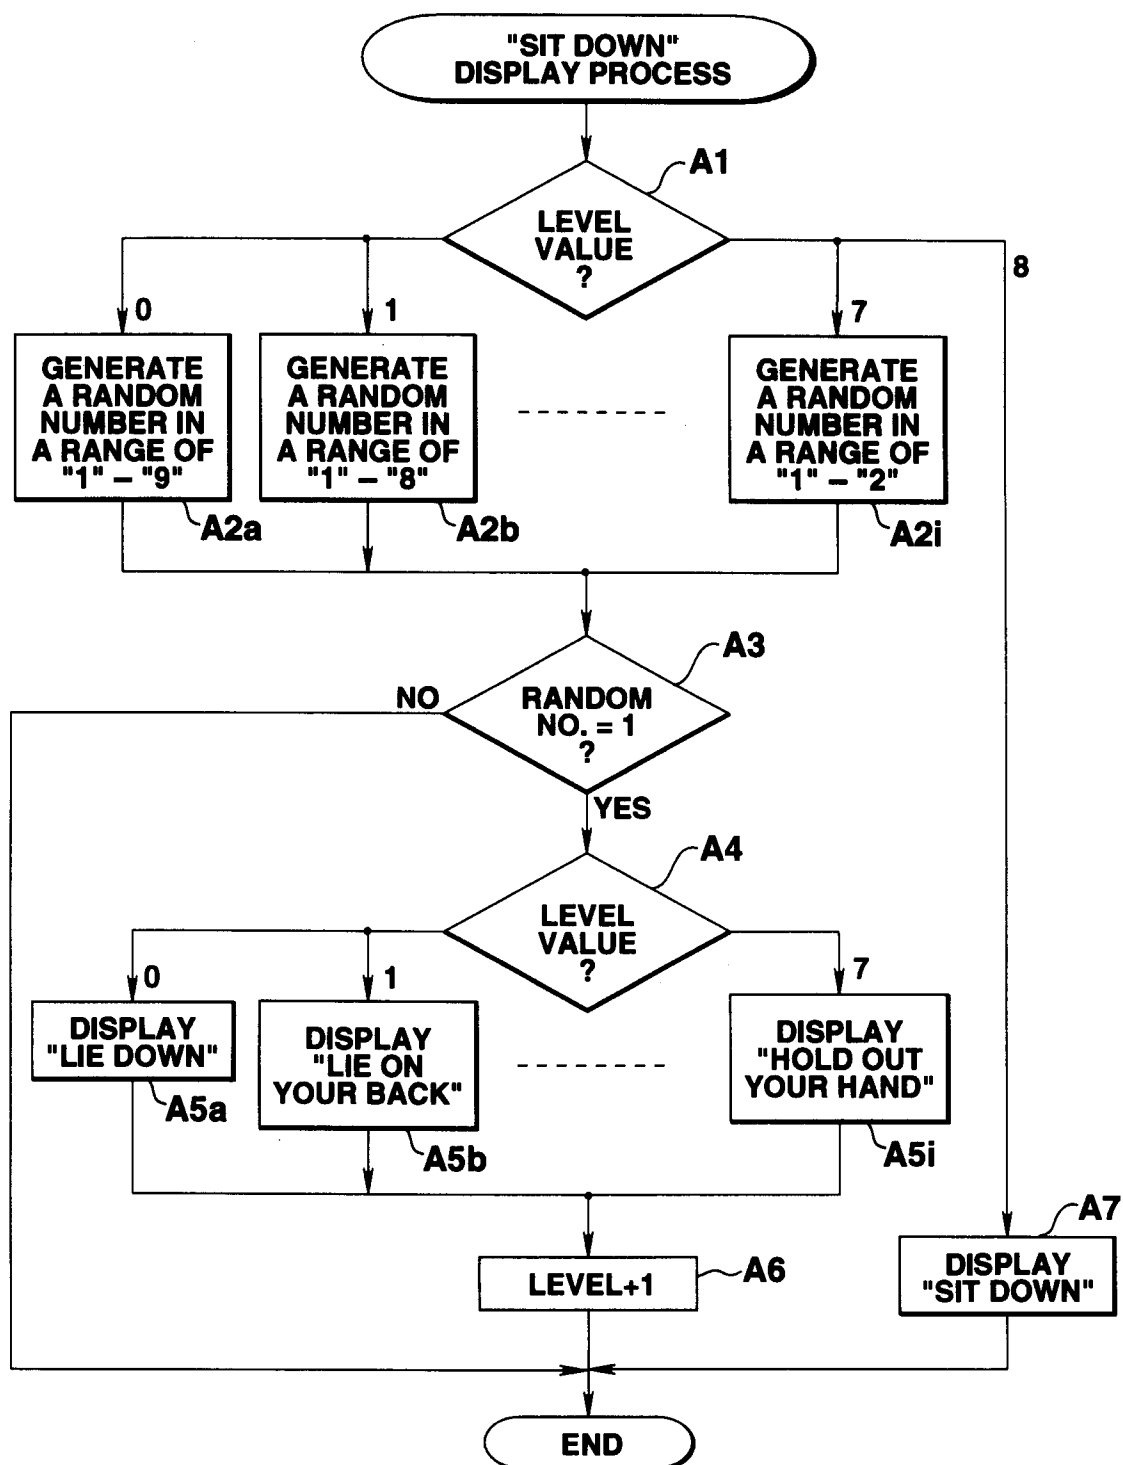 "SIT DOWN"
DISPLAY PROCESS
A1
LEVEL
VALUE
?
8
0
1
7
GENERATE
A RANDOM
NUMBER IN
A RANGE OF
"1" – "9"
GENERATE
A RANDOM
NUMBER IN
A RANGE OF
"1" – "8"
GENERATE
A RANDOM
NUMBER IN
A RANGE OF
"1" – "2"
A2a
A2b
A2i
A3
NO
RANDOM
NO. = 1
?
YES
A4
LEVEL
VALUE
?
0
1
7
DISPLAY
"LIE DOWN"
DISPLAY
"LIE ON
YOUR BACK"
DISPLAY
"HOLD OUT
YOUR HAND"
A5a
A5b
A5i
A7
LEVEL+1
A6
DISPLAY
"SIT DOWN"
END